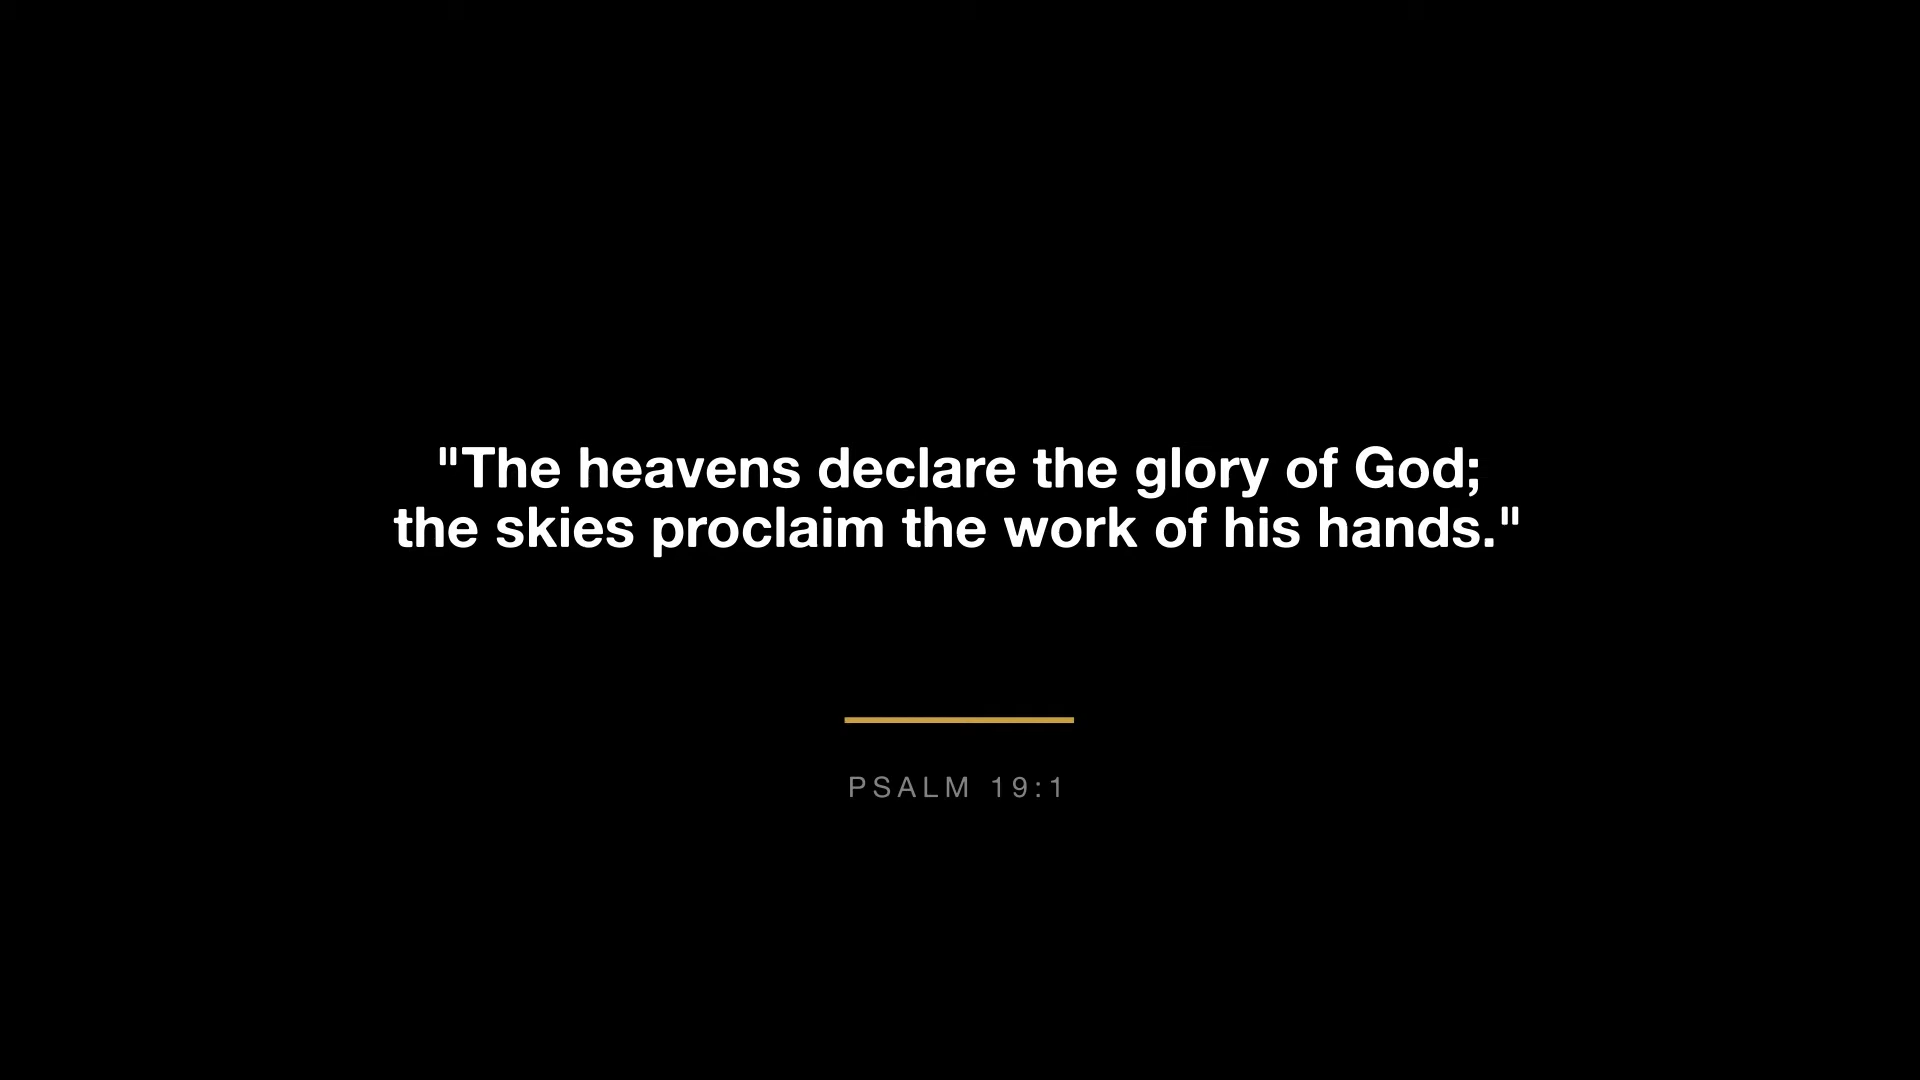 "The heavens declare the glory of God;
the skies proclaim the work of his hands."
PSALM 19:1